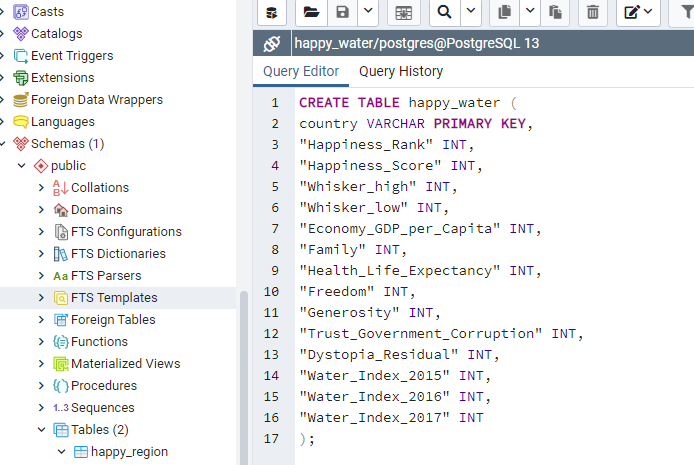 Casts
Catalogs
Event Triggers
Extensions
Foreign Data Wrappers
Languages
Schemas (1)
public
Collations
Domains
FTS Configurations
FTS Dictionaries
Aa FTS Parsers
FTS Templates
Foreign Tables
Functions
Materialized Views
Procedures
1..3 Sequences
Tables (2)
happy_region
happy_water/postgres@PostgreSQL 13
Query Editor Query History
1 CREATE TABLE happy_water (
2 country VARCHAR PRIMARY KEY,
3 "Happiness_Rank" INT,
4 "Happiness_Score" INT,
5 "Whisker_high" INT,
6 "Whisker_low" INT,
7 "Economy_GDP_per_Capita" INT,
8 "Family" INT,
9 "Health_Life_Expectancy" INT,
10 "Freedom" INT,
11 "Generosity" INT,
12 "Trust_Government_Corruption" INT,
13 "Dystopia_Residual" INT,
14 "Water_Index_2015" INT,
15 "Water_Index_2016" INT,
16 "Water_Index_2017" INT
17 );